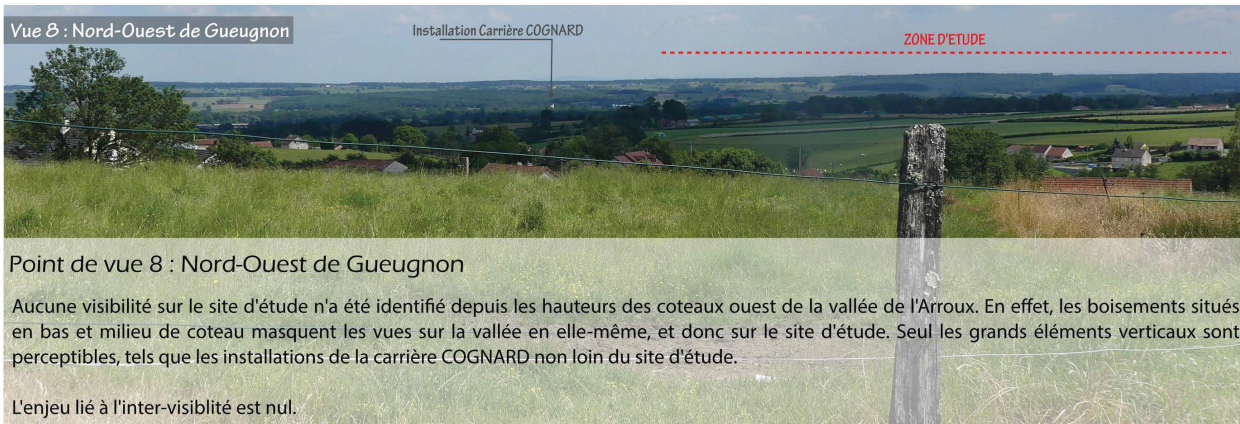 Vue 8 : Nord-Ouest de Gueugnon
Installation Carrière COGNARD
ZONE D'ETUDE
Point de vue 8 : Nord-Ouest de Gueugnon
Aucune visibilité sur le site d'étude n'a été identifié depuis les hauteurs des coteaux ouest de la vallée de l'Arroux. En effet, les boisements situés
en bas et milieu de coteau masquent les vues sur la vallée en elle-même, et donc sur le site d'étude. Seul les grands éléments verticaux sont
perceptibles, tels que les installations de la carrière COGNARD non loin du site d'étude.
L'enjeu lié à l'inter-visiblité est nul.